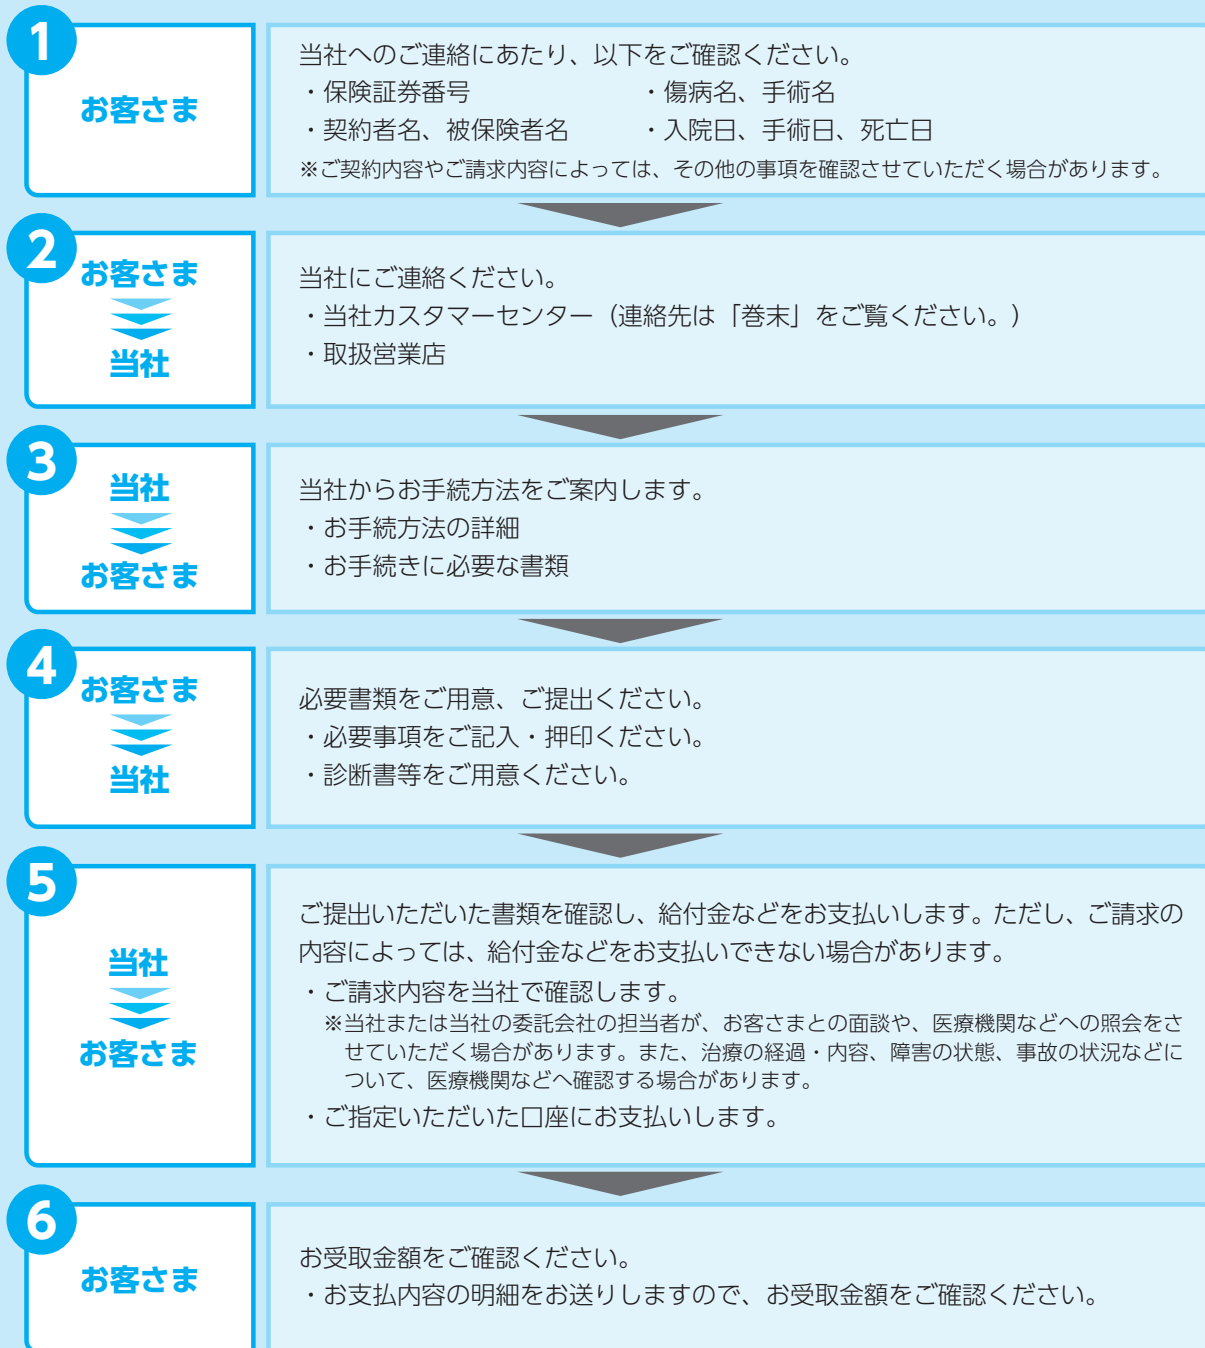 1
お客さま
当社へのご連絡にあたり、以下をご確認ください。
・保険証券番号 ・傷病名、手術名
・契約者名、被保険者名 ・入院日、手術日、死亡日
※ご契約内容やご請求内容によっては、その他の事項を確認させていただく場合があります。
2
お客さま
当社
当社にご連絡ください。
・当社カスタマーセンター（連絡先は「巻末」をご覧ください。）
・取扱営業店
3
当社
お客さま
当社からお手続方法をご案内します。
・お手続方法の詳細
・お手続きに必要な書類
4
お客さま
当社
必要書類をご用意、ご提出ください。
・必要事項をご記入・押印ください。
・診断書等をご用意ください。
5
当社
お客さま
ご提出いただいた書類を確認し、給付金などをお支払いします。ただし、ご請求の
内容によっては、給付金などをお支払いできない場合があります。
・ご請求内容を当社で確認します。
※当社または当社の委託会社の担当者が、お客さまとの面談や、医療機関などへの照会をさ
せていただく場合があります。また、治療の経過・内容、障害の状態、事故の状況などに
ついて、医療機関などへ確認する場合があります。
・ご指定いただいた口座にお支払いします。
6
お客さま
お受取金額をご確認ください。
・お支払内容の明細をお送りしますので、お受取金額をご確認ください。